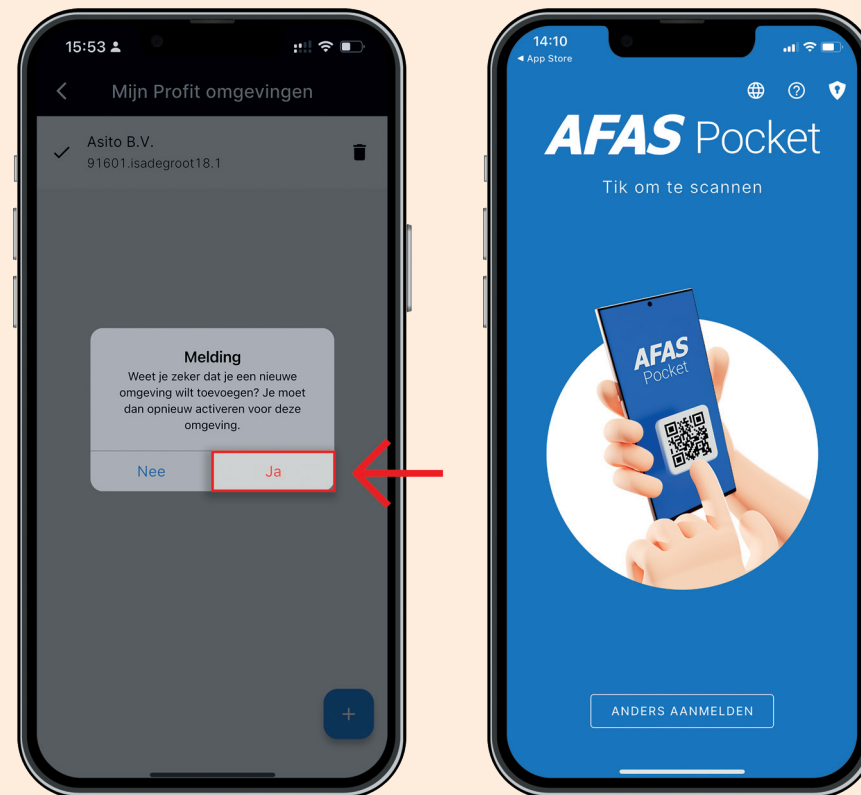 15:53
Mijn Profit omgevingen
Asito B.V.
91601.isadegroot18.1
Melding
Weet je zeker dat je een nieuwe
omgeving wilt toevoegen? Je moet
dan opnieuw activeren voor deze
omgeving.
Nee
Ja
+
14:10
◀ App Store
AFAS Pocket
Tik om te scannen
AFAS
Pocket
ANDERS AANMELDEN